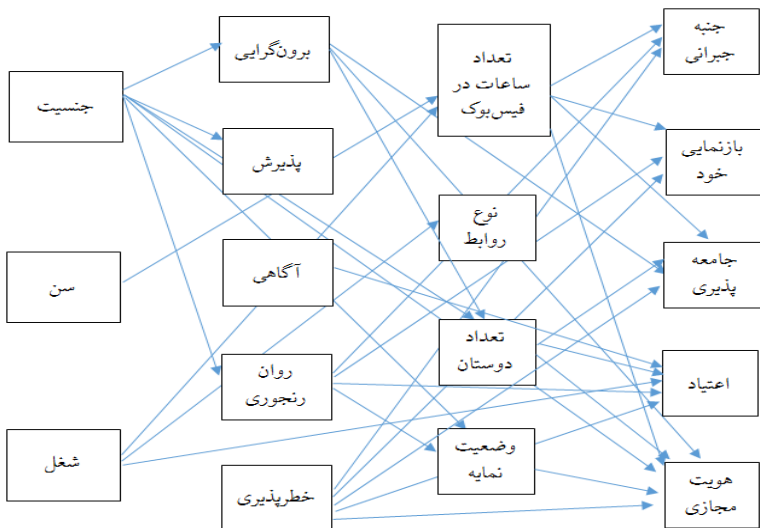 جنسیت
سن
شغل
برون‌گرایی
پذیرش
آگاهی
روان
رنجوری
خطرپذیری
تعداد
ساعات در
فیس‌بوک
نوع
روابط
تعداد
دوستان
وضعیت
نمایه
جنبه
جبرانی
بازنمایی
خود
جامعه
پذیری
اعتیاد
هویت
مجازی